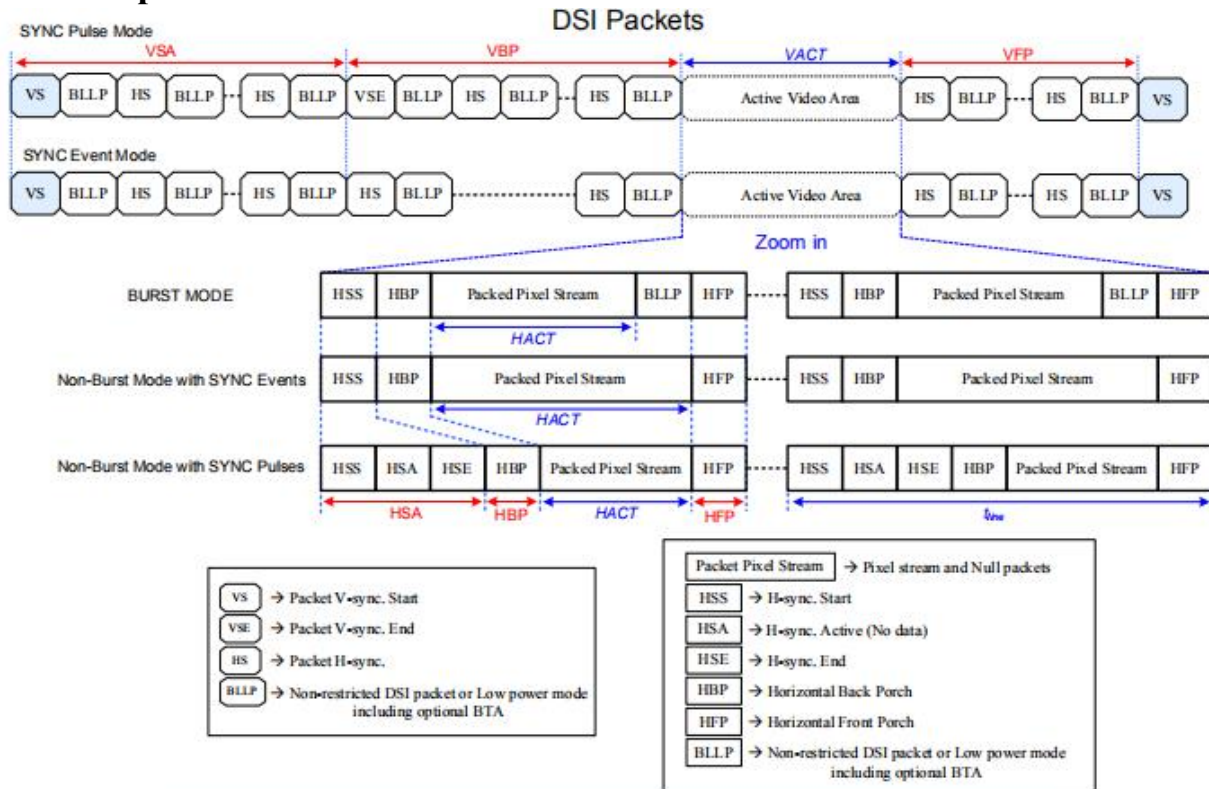 DSI Packets
SYNC Pulse Mode
VSA VBP VACT VFP
VS BLLP HS BLLP HS BLLP VSE BLLP HS BLLP HS BLLP Active Video Area HS BLLP HS BLLP VS
SYNC Event Mode
VS BLLP HS BLLP HS BLLP HS BLLP HS BLLP Active Video Area HS BLLP HS BLLP VS
Zoom in
BURST MODE HSS HBP Packed Pixel Stream BLLP HFP HSS HBP Packed Pixel Stream BLLP HFP
HACT
Non-Burst Mode with SYNC Events HSS HBP Packed Pixel Stream HFP HSS HBP Packed Pixel Stream HFP
HACT
Non-Burst Mode with SYNC Pulses HSS HSA HSE HBP Packed Pixel Stream HFP HSS HSA HSE HBP Packed Pixel Stream HFP
HSA HBP HACT HFP tline
VS → Packet V-sync. Start
VSE → Packet V-sync. End
HS → Packet H-sync.
BLLP → Non-restricted DSI packet or Low power mode
including optional BTA
Packet Pixel Stream → Pixel stream and Null packets
HSS → H-sync. Start
HSA → H-sync. Active (No data)
HSE → H-sync. End
HBP → Horizontal Back Porch
HFP → Horizontal Front Porch
BLLP → Non-restricted DSI packet or Low power mode
including optional BTA